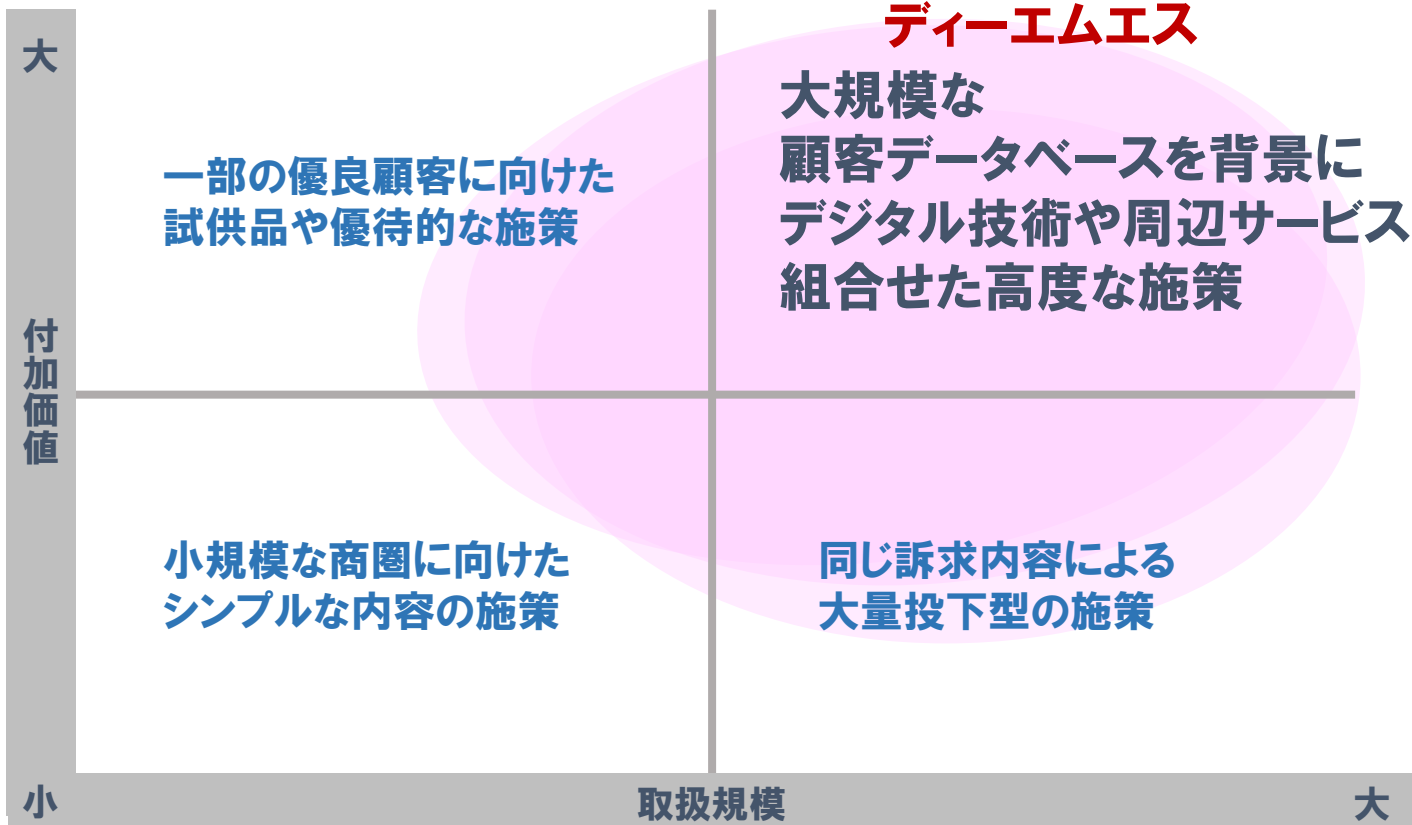 ディーエムエス
大
大規模な
顧客データベースを背景に
デジタル技術や周辺サービス
組合せた高度な施策
一部の優良顧客に向けた
試供品や優待的な施策
付加価値
小規模な商圏に向けた
シンプルな内容の施策
同じ訴求内容による
大量投下型の施策
小
取扱規模
大